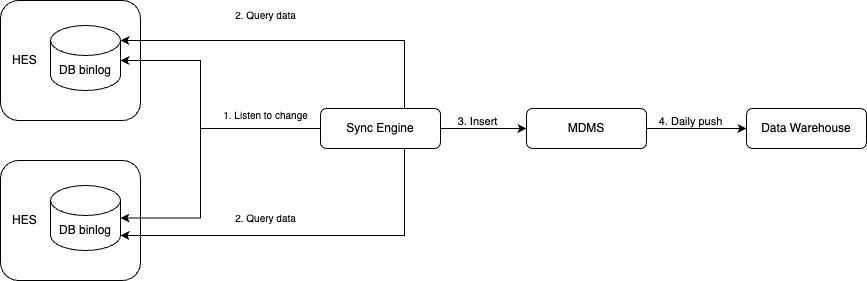 2. Query data
HES
DB binlog
1. Listen to change
Sync Engine
3. Insert
MDMS
4. Daily push
Data Warehouse
HES
DB binlog
2. Query data